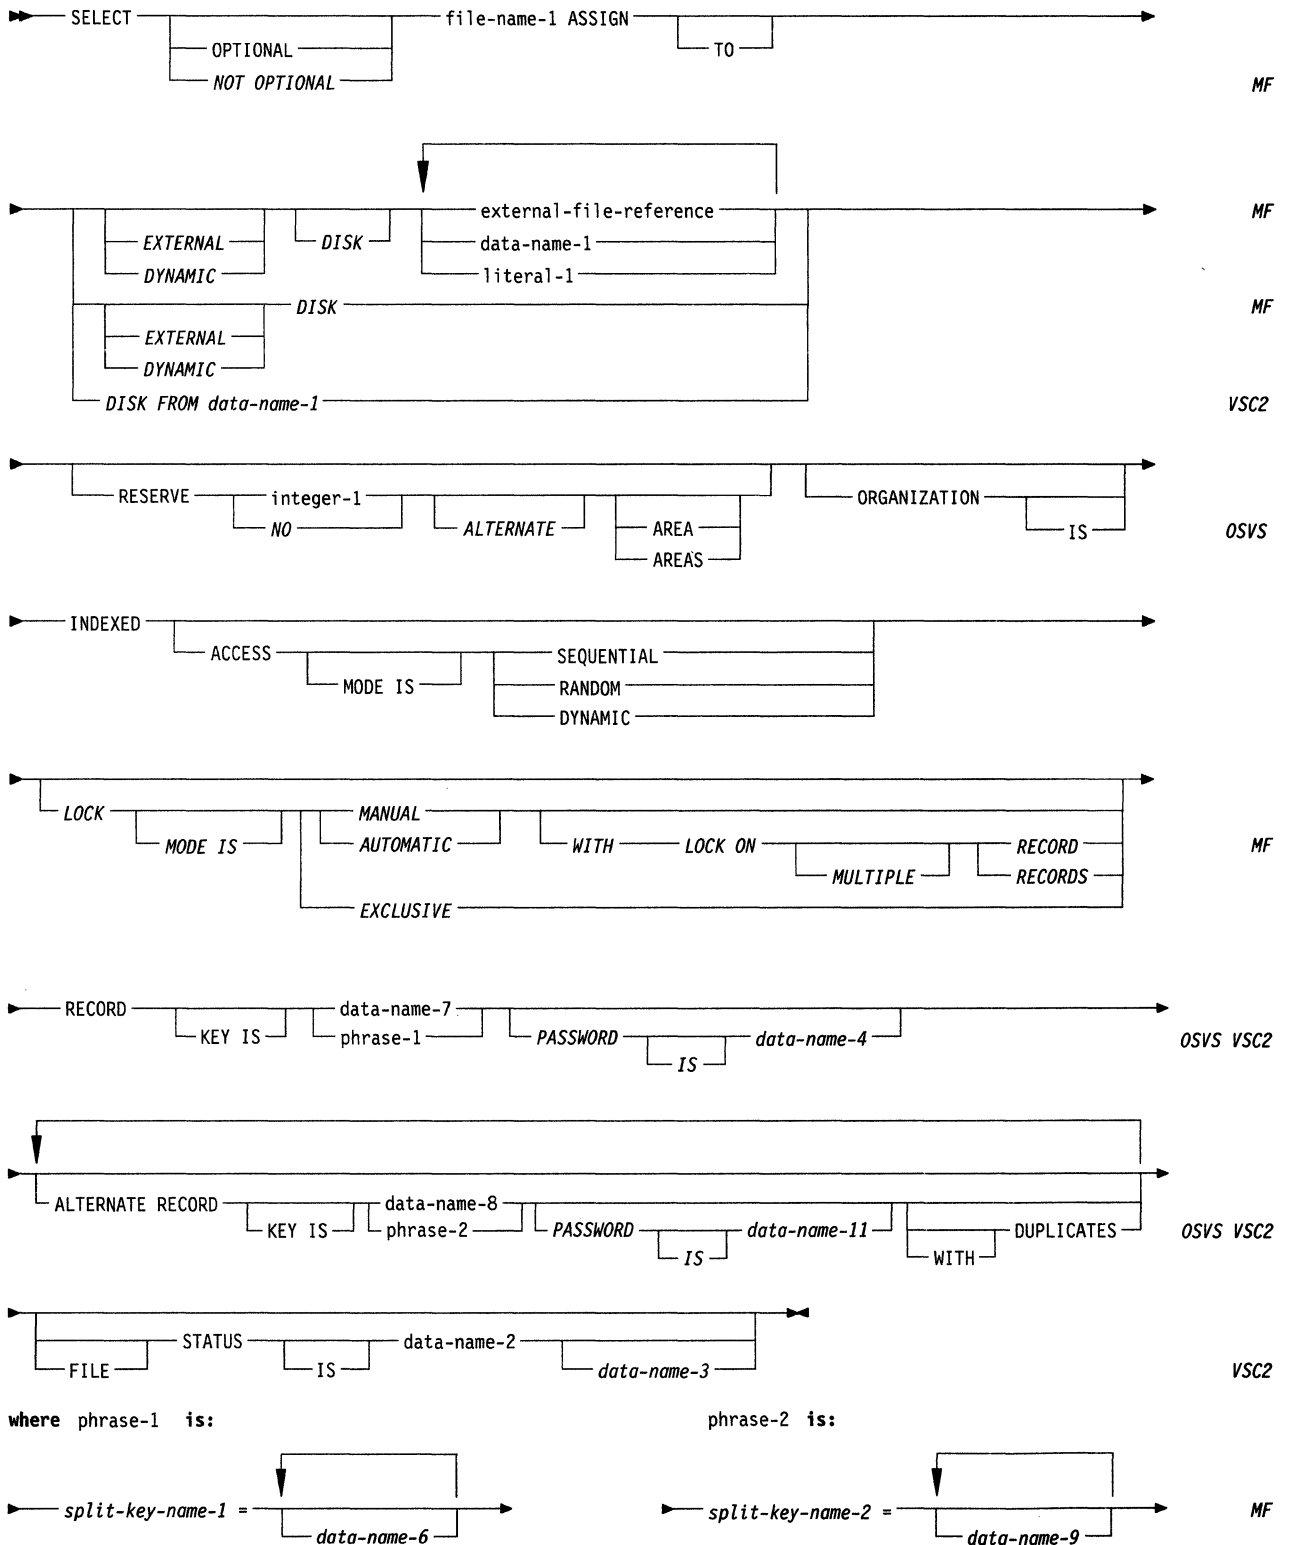 SELECT file-name-1 ASSIGN
OPTIONAL TO
NOT OPTIONAL MF
external-file-reference MF
EXTERNAL DISK data-name-1
DYNAMIC literal-1
DISK MF
EXTERNAL
DYNAMIC
DISK FROM data-name-1 VSC2
RESERVE integer-1 ORGANIZATION
NO ALTERNATE AREA IS OSVS
AREAS
INDEXED
ACCESS SEQUENTIAL
MODE IS RANDOM
DYNAMIC
LOCK MANUAL
MODE IS AUTOMATIC WITH LOCK ON RECORD MF
MULTIPLE RECORDS
EXCLUSIVE
RECORD data-name-7
KEY IS phrase-1 PASSWORD data-name-4 OSVS VSC2
IS
ALTERNATE RECORD data-name-8
KEY IS phrase-2 PASSWORD data-name-11 DUPLICATES OSVS VSC2
IS WITH
STATUS data-name-2
FILE IS data-name-3 VSC2
where phrase-1 is: phrase-2 is:
split-key-name-1 = split-key-name-2 = MF
data-name-6 data-name-9